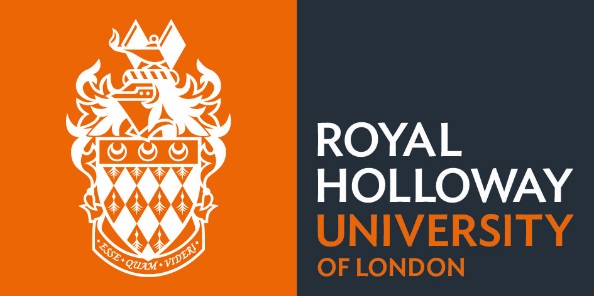 ESSE • QUAM • VIDERI
ROYAL
HOLLOWAY
UNIVERSITY
OF LONDON